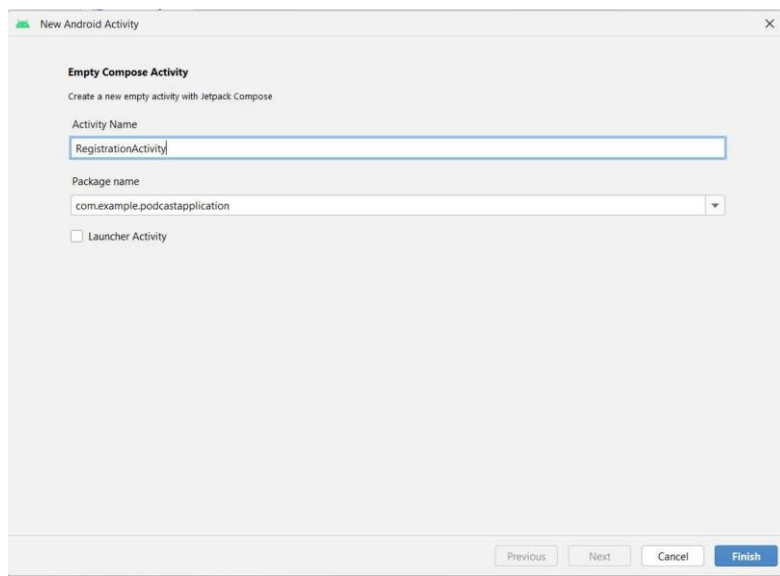 New Android Activity
Empty Compose Activity
Create a new empty activity with Jetpack Compose
Activity Name
RegistrationActivity
Package name
com.example.podcastapplication
Launcher Activity
Previous Next Cancel Finish